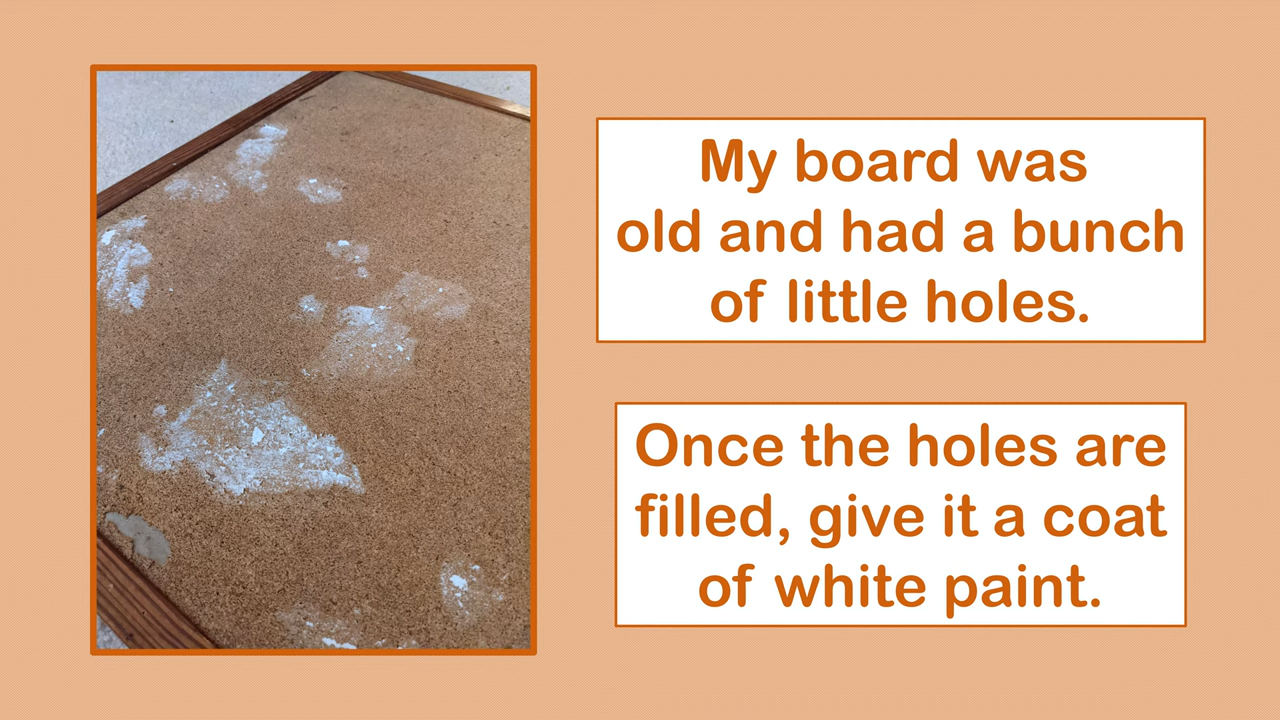 My board was
old and had a bunch
of little holes.
Once the holes are
filled, give it a coat
of white paint.